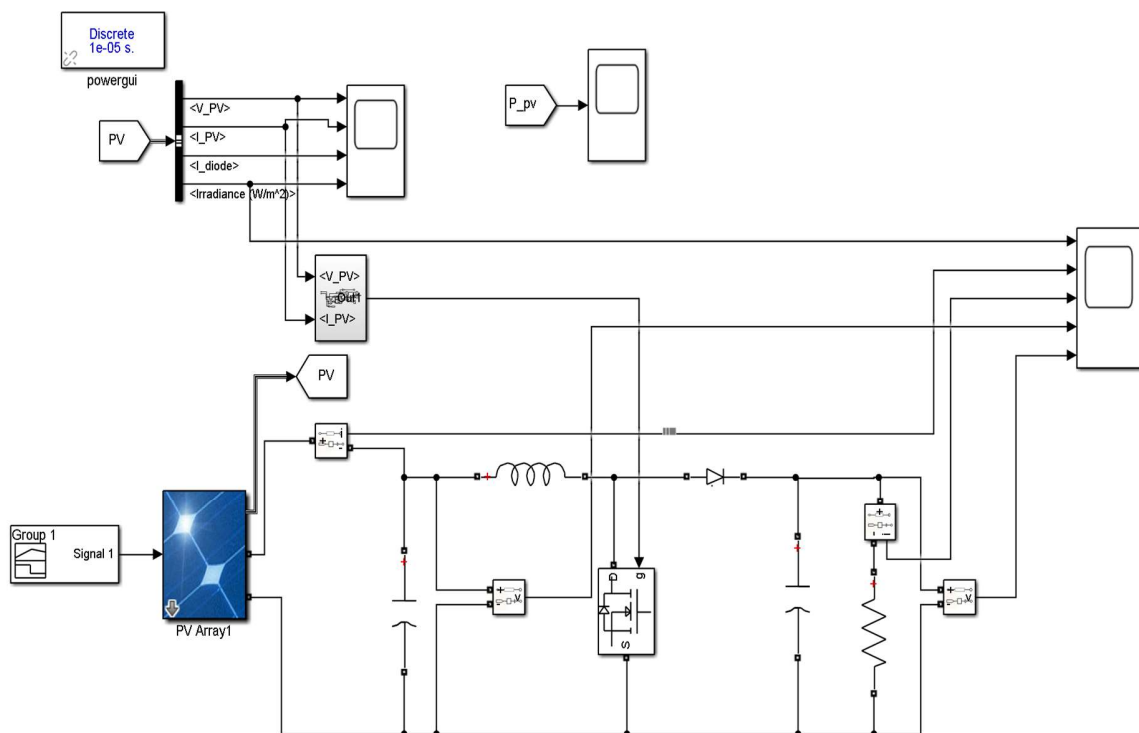 Discrete
1e-05 s.
powergui
<V_PV>
PV
<I_PV>
<I_diode>
<Irradiance (W/m^2)>
P_pv
<V_PV>
Out1
<I_PV>
PV
i
+
-
+
+
-
v
D
g
S
+
+
-
i
+
+
-
v
Group 1
Signal 1
PV Array1